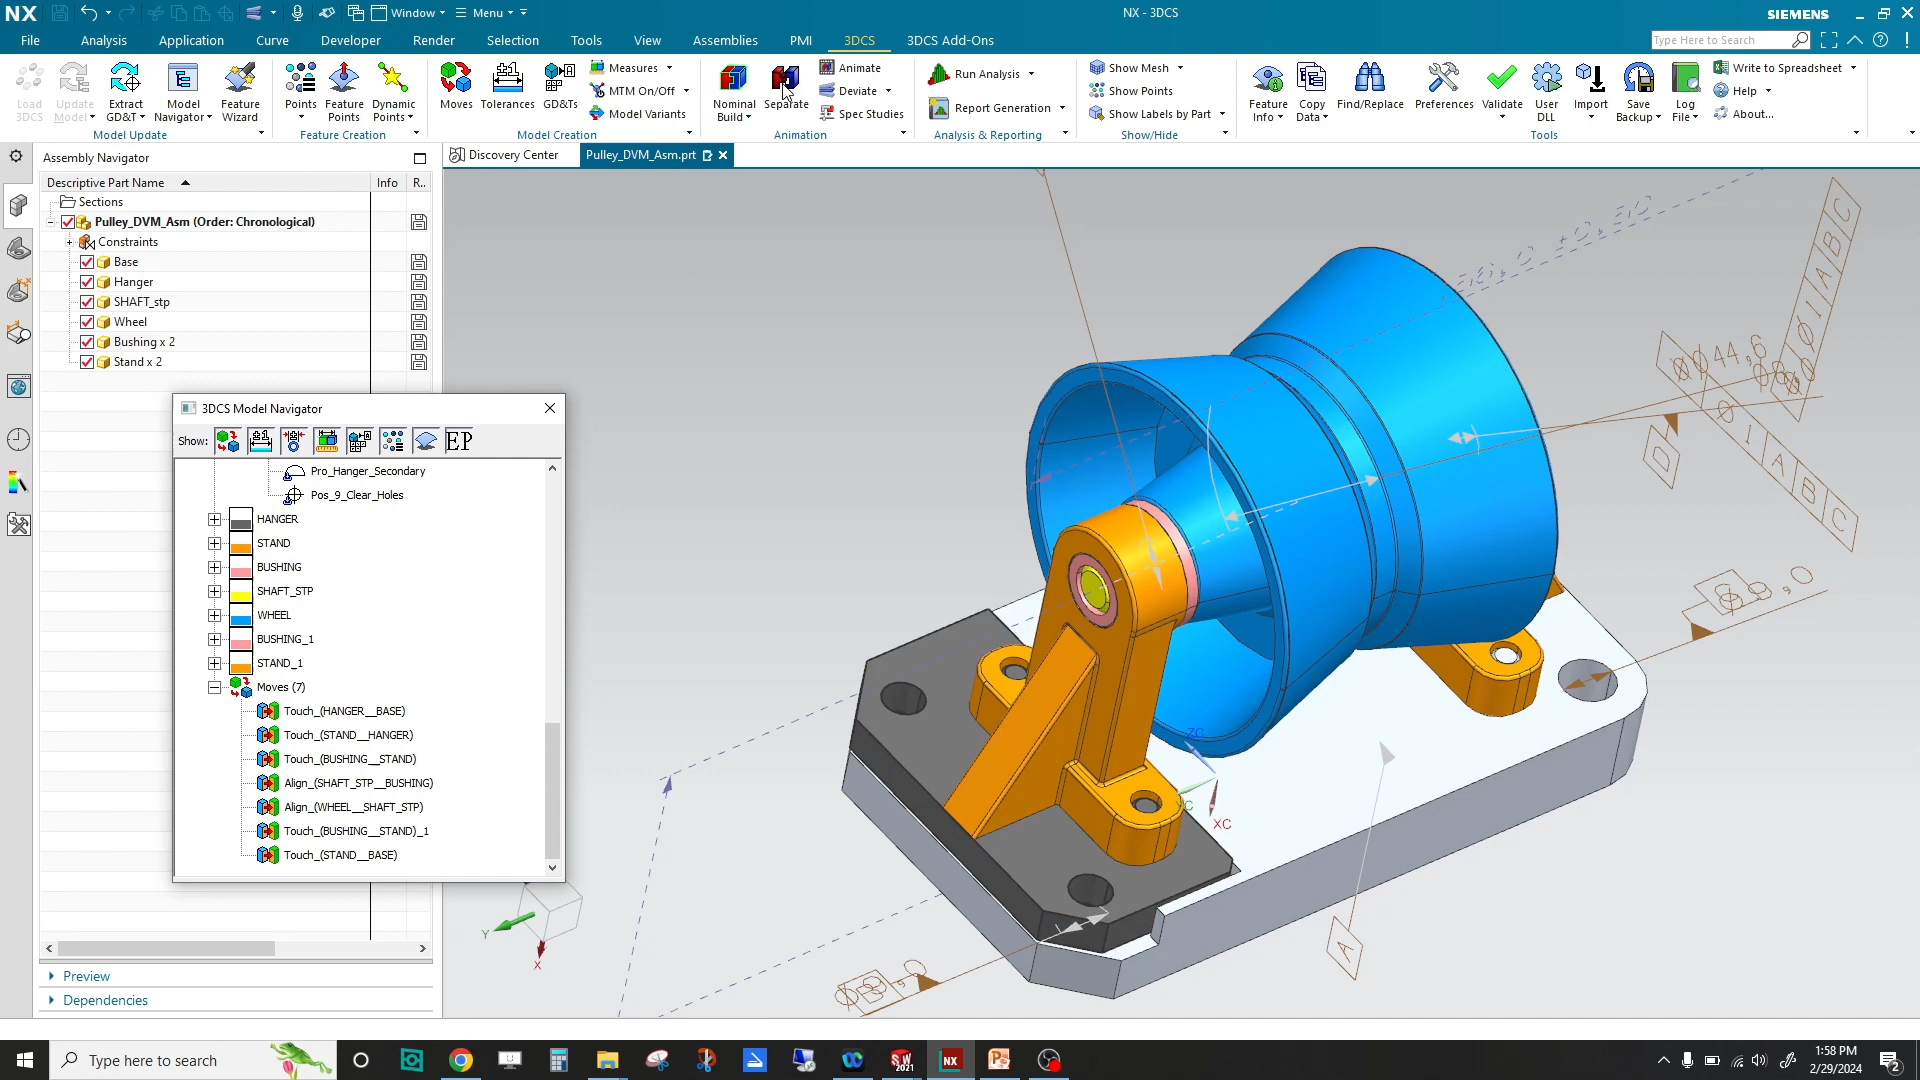 NX
Window
Menu
NX - 3DCS
SIEMENS
File Analysis Application Curve Developer Render Selection Tools View Assemblies PMI 3DCS 3DCS Add-Ons
Type Here to Search
Load 3DCS
Update Model
Extract GD&T
Model Navigator
Feature Wizard
Model Update
Points
Feature Points
Dynamic Points
Feature Creation
Moves
Tolerances
GD&Ts
Measures
MTM On/Off
Model Variants
Model Creation
Nominal Build
Separate
Animate
Deviate
Spec Studies
Animation
Run Analysis
Report Generation
Analysis & Reporting
Show Mesh
Show Points
Show Labels by Part
Show/Hide
Feature Info
Copy Data
Find/Replace
Preferences
Validate
User DLL
Import
Save Backup
Log File
Write to Spreadsheet
Help
About...
Tools
Assembly Navigator
Discovery Center
Pulley_DVM_Asm.prt
Descriptive Part Name Info R..
Sections
Pulley_DVM_Asm (Order: Chronological)
Constraints
Base
Hanger
SHAFT_stp
Wheel
Bushing x 2
Stand x 2
3DCS Model Navigator
Show:
EP
Pro_Hanger_Secondary
Pos_9_Clear_Holes
HANGER
STAND
BUSHING
SHAFT_STP
WHEEL
BUSHING_1
STAND_1
Moves (7)
Touch_(HANGER__BASE)
Touch_(STAND__HANGER)
Touch_(BUSHING__STAND)
Align_(SHAFT_STP__BUSHING)
Align_(WHEEL__SHAFT_STP)
Touch_(BUSHING__STAND)_1
Touch_(STAND__BASE)
Preview
Dependencies
ZC
YC
XC
Y
X
A
D
A
B
C
A
B
C
Type here to search
SW 2021
NX
1:58 PM
2/29/2024
2